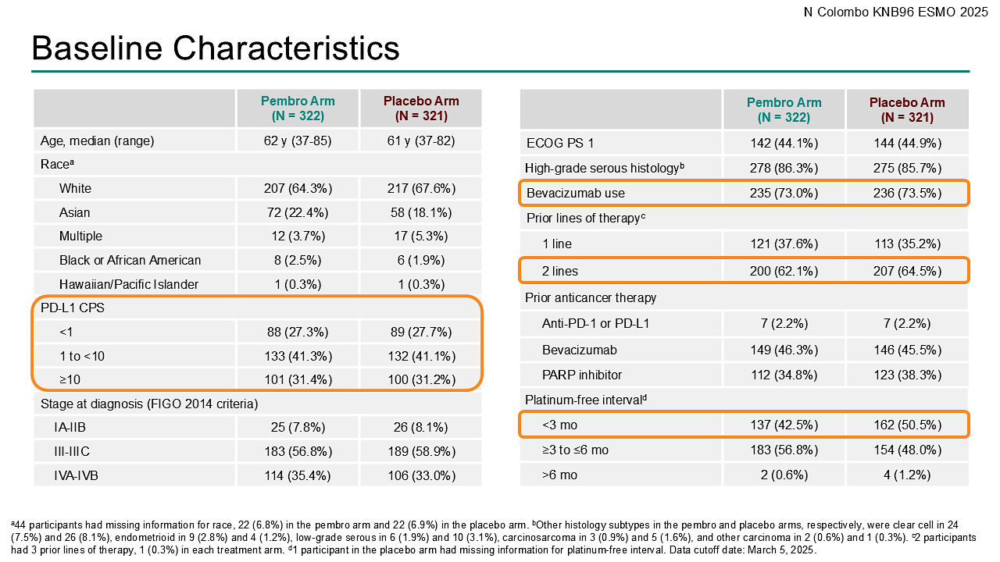 N Colombo KNB96 ESMO 2025
Baseline Characteristics
Pembro Arm (N = 322) Placebo Arm (N = 321)
Age, median (range) 62 y (37-85) 61 y (37-82)
Raceᵃ
White 207 (64.3%) 217 (67.6%)
Asian 72 (22.4%) 58 (18.1%)
Multiple 12 (3.7%) 17 (5.3%)
Black or African American 8 (2.5%) 6 (1.9%)
Hawaiian/Pacific Islander 1 (0.3%) 1 (0.3%)
PD-L1 CPS
<1 88 (27.3%) 89 (27.7%)
1 to <10 133 (41.3%) 132 (41.1%)
≥10 101 (31.4%) 100 (31.2%)
Stage at diagnosis (FIGO 2014 criteria)
IA-IIB 25 (7.8%) 26 (8.1%)
III-IIIC 183 (56.8%) 189 (58.9%)
IVA-IVB 114 (35.4%) 106 (33.0%)
Pembro Arm (N = 322) Placebo Arm (N = 321)
ECOG PS 1 142 (44.1%) 144 (44.9%)
High-grade serous histologyᵇ 278 (86.3%) 275 (85.7%)
Bevacizumab use 235 (73.0%) 236 (73.5%)
Prior lines of therapyᶜ
1 line 121 (37.6%) 113 (35.2%)
2 lines 200 (62.1%) 207 (64.5%)
Prior anticancer therapy
Anti-PD-1 or PD-L1 7 (2.2%) 7 (2.2%)
Bevacizumab 149 (46.3%) 146 (45.5%)
PARP inhibitor 112 (34.8%) 123 (38.3%)
Platinum-free intervalᵈ
<3 mo 137 (42.5%) 162 (50.5%)
≥3 to ≤6 mo 183 (56.8%) 154 (48.0%)
>6 mo 2 (0.6%) 4 (1.2%)
ᵃ44 participants had missing information for race, 22 (6.8%) in the pembro arm and 22 (6.9%) in the placebo arm. ᵇOther histology subtypes in the pembro and placebo arms, respectively, were clear cell in 24
(7.5%) and 26 (8.1%), endometrioid in 9 (2.8%) and 4 (1.2%), low-grade serous in 6 (1.9%) and 10 (3.1%), carcinosarcoma in 3 (0.9%) and 5 (1.6%), and other carcinoma in 2 (0.6%) and 1 (0.3%). ᶜ2 participants
had 3 prior lines of therapy, 1 (0.3%) in each treatment arm. ᵈ1 participant in the placebo arm had missing information for platinum-free interval. Data cutoff date: March 5, 2025.